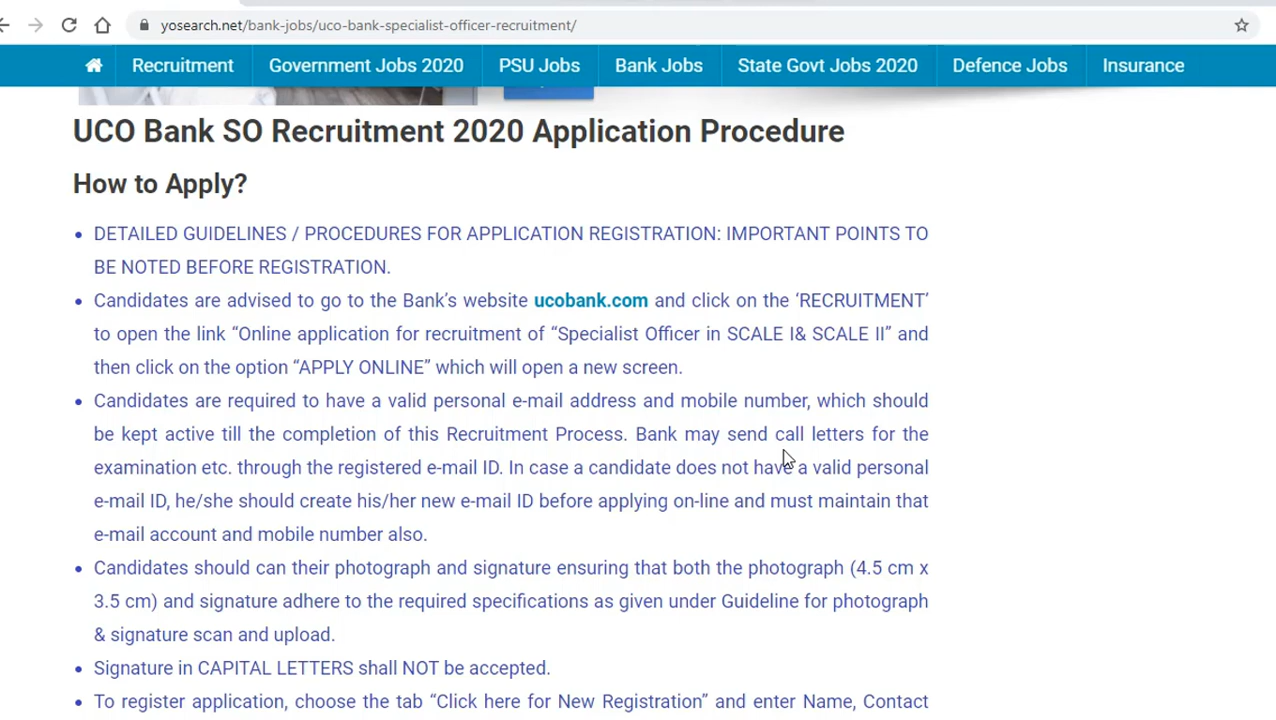 yosearch.net/bank-jobs/uco-bank-specialist-officer-recruitment/
Recruitment Government Jobs 2020 PSU Jobs Bank Jobs State Govt Jobs 2020 Defence Jobs Insurance
UCO Bank SO Recruitment 2020 Application Procedure
How to Apply?
• DETAILED GUIDELINES / PROCEDURES FOR APPLICATION REGISTRATION: IMPORTANT POINTS TO
BE NOTED BEFORE REGISTRATION.
• Candidates are advised to go to the Bank’s website ucobank.com and click on the ‘RECRUITMENT’
to open the link “Online application for recruitment of “Specialist Officer in SCALE I& SCALE II” and
then click on the option “APPLY ONLINE” which will open a new screen.
• Candidates are required to have a valid personal e-mail address and mobile number, which should
be kept active till the completion of this Recruitment Process. Bank may send call letters for the
examination etc. through the registered e-mail ID. In case a candidate does not have a valid personal
e-mail ID, he/she should create his/her new e-mail ID before applying on-line and must maintain that
e-mail account and mobile number also.
• Candidates should can their photograph and signature ensuring that both the photograph (4.5 cm x
3.5 cm) and signature adhere to the required specifications as given under Guideline for photograph
& signature scan and upload.
• Signature in CAPITAL LETTERS shall NOT be accepted.
• To register application, choose the tab “Click here for New Registration” and enter Name, Contact